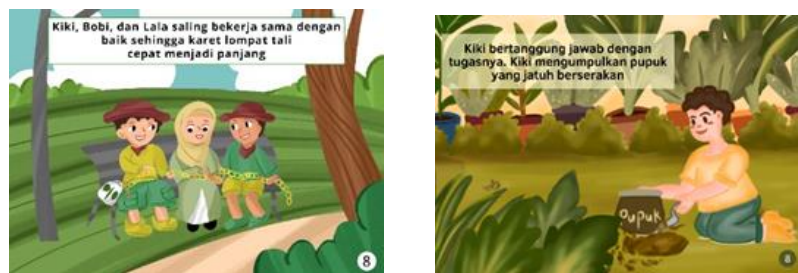 Kiki, Bobi, dan Lala saling bekerja sama dengan
baik sehingga karet lompat tali
cepat menjadi panjang
8
Kiki bertanggung jawab dengan
tugasnya. Kiki mengumpulkan pupuk
yang jatuh berserakan
pupuk
8